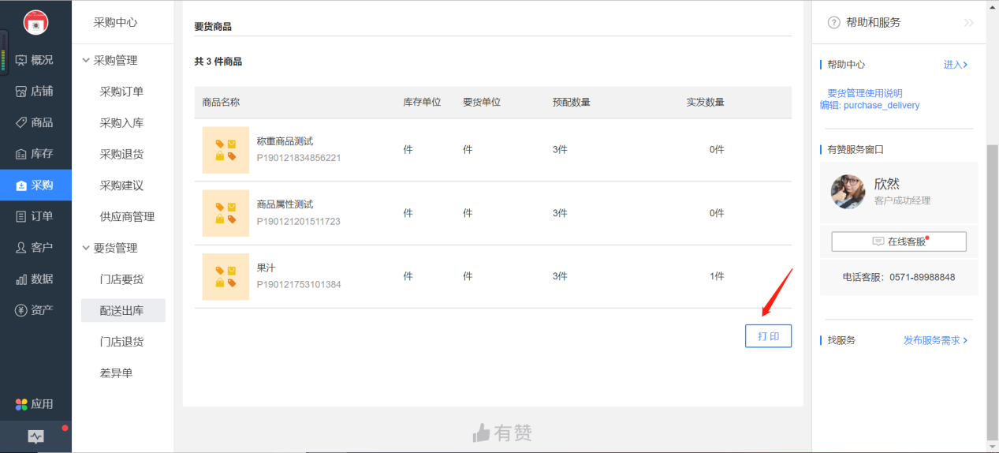 概况
店铺
商品
库存
采购
订单
客户
数据
资产
应用
采购中心
采购管理
采购订单
采购入库
采购退货
采购建议
供应商管理
要货管理
门店要货
配送出库
门店退货
差异单
要货商品
共 3 件商品
商品名称 库存单位 要货单位 预配数量 实发数量
称重商品测试
P190121834856221
件 件 3件 0件
商品属性测试
P190121201511723
件 件 3件 0件
果汁
P190121753101384
件 件 3件 1件
打 印
有赞
帮助和服务
帮助中心 进入
要货管理使用说明
编辑: purchase_delivery
有赞服务窗口
欣然
客户成功经理
在线客服
电话客服：0571-89988848
找服务 发布服务需求